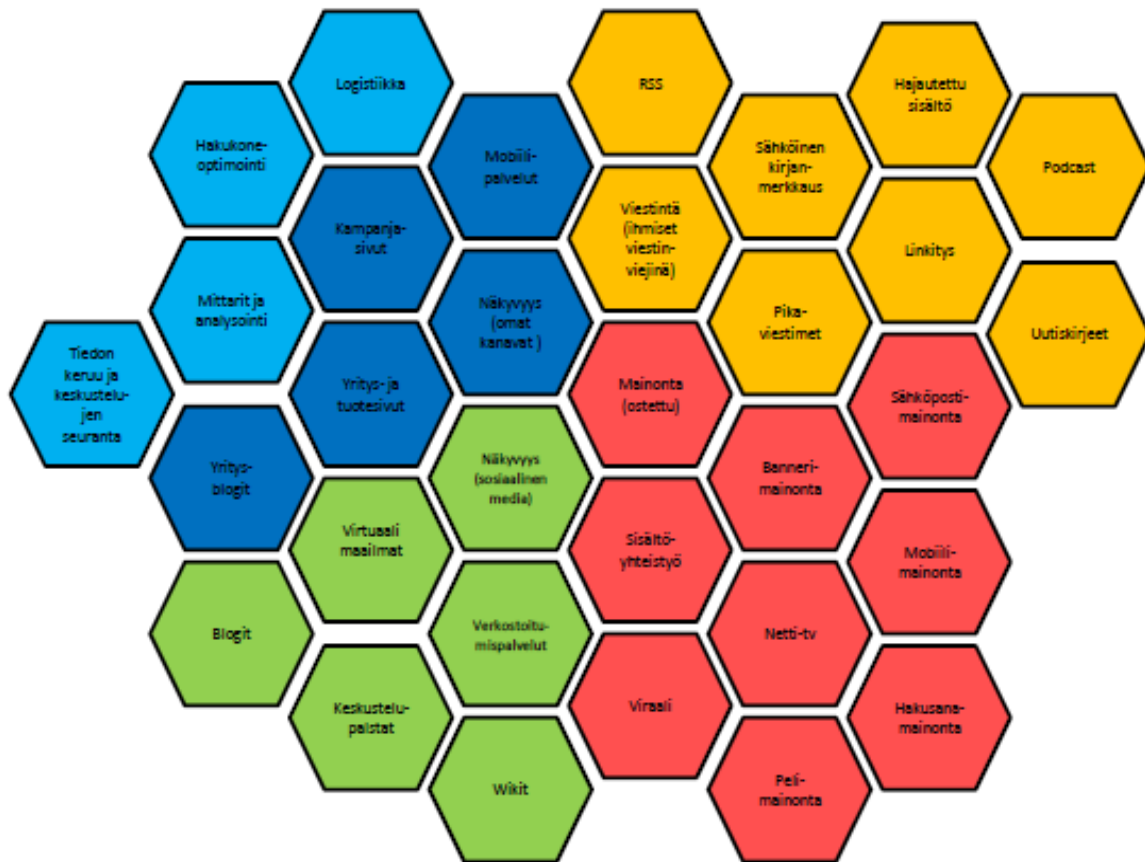 Logistiikka
RSS
Hajautettu
sisältö
Hakukone-
optimointi
Mobiili-
palvelut
Sähköinen
kirjan-
merkkaus
Podcast
Kampanja-
sivut
Viestintä
(ihmiset
viestin-
viejinä)
Linkitys
Mittarit ja
analysointi
Näkyvyys
(omat
kanavat )
Pika-
viestimet
Uutiskirjeet
Tiedon
keruu ja
keskustelu-
jen
seuranta
Yritys- ja
tuotesivut
Mainonta
(ostettu)
Sähköposti-
mainonta
Yritys-
blogit
Näkyvyys
(sosiaalinen
media)
Banneri-
mainonta
Virtuaali
maailmat
Sisältö-
yhteistyö
Mobiili-
mainonta
Blogit
Verkostoitu-
mispalvelut
Netti-tv
Keskustelu-
palstat
Viraali
Hakusana-
mainonta
Wikit
Peli-
mainonta